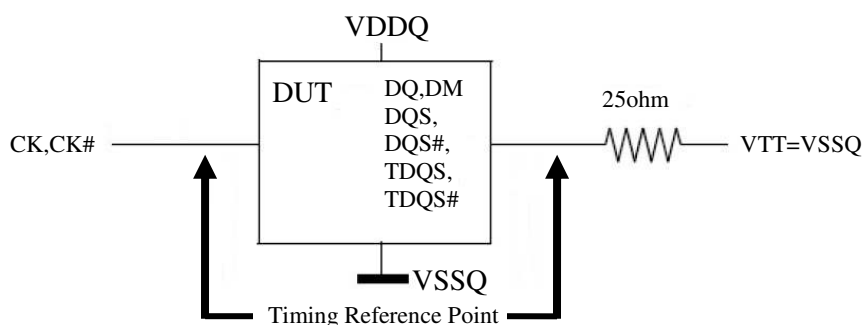 VDDQ
DUT
DQ,DM
DQS,
DQS#,
TDQS,
TDQS#
CK,CK#
25ohm
VTT=VSSQ
VSSQ
Timing Reference Point